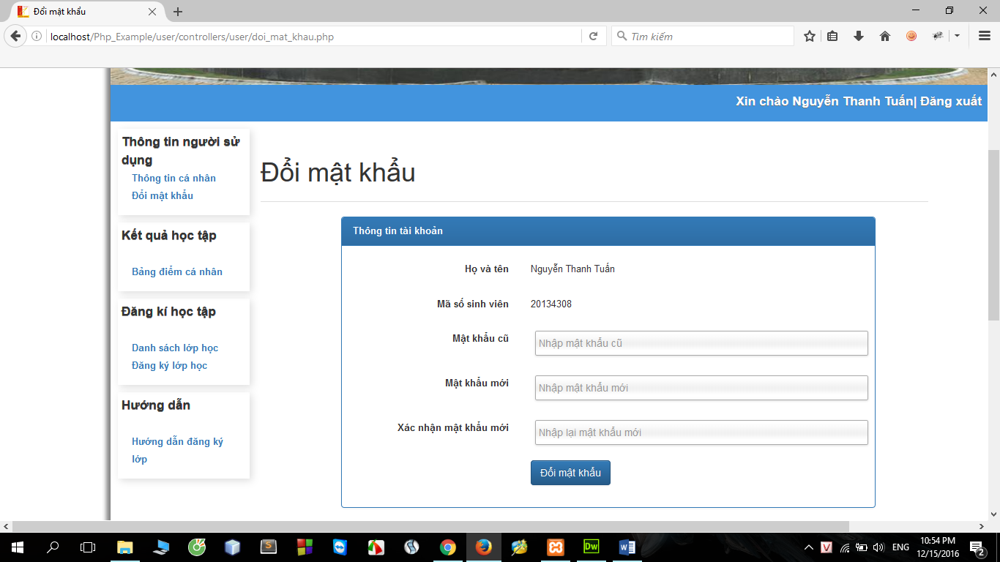 Đổi mật khẩu
localhost/Php_Example/user/controllers/user/doi_mat_khau.php
Tìm kiếm
Xin chào Nguyễn Thanh Tuấn| Đăng xuất
Thông tin người sử
dụng
Thông tin cá nhân
Đổi mật khẩu
Kết quả học tập
Bảng điểm cá nhân
Đăng kí học tập
Danh sách lớp học
Đăng ký lớp học
Hướng dẫn
Hướng dẫn đăng ký
lớp
Đổi mật khẩu
Thông tin tài khoản
Họ và tên Nguyễn Thanh Tuấn
Mã số sinh viên 20134308
Mật khẩu cũ Nhập mật khẩu cũ
Mật khẩu mới Nhập mật khẩu mới
Xác nhận mật khẩu mới Nhập lại mật khẩu mới
Đổi mật khẩu
S
Dw
W
V
ENG
10:54 PM
12/15/2016
2